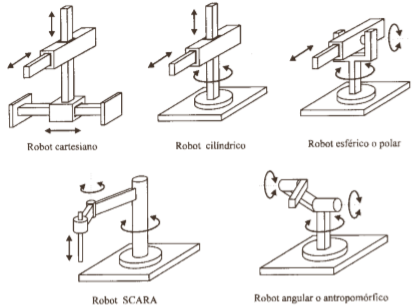 Robot cartesiano
Robot cilíndrico
Robot esférico o polar
Robot SCARA
Robot angular o antropomórfico